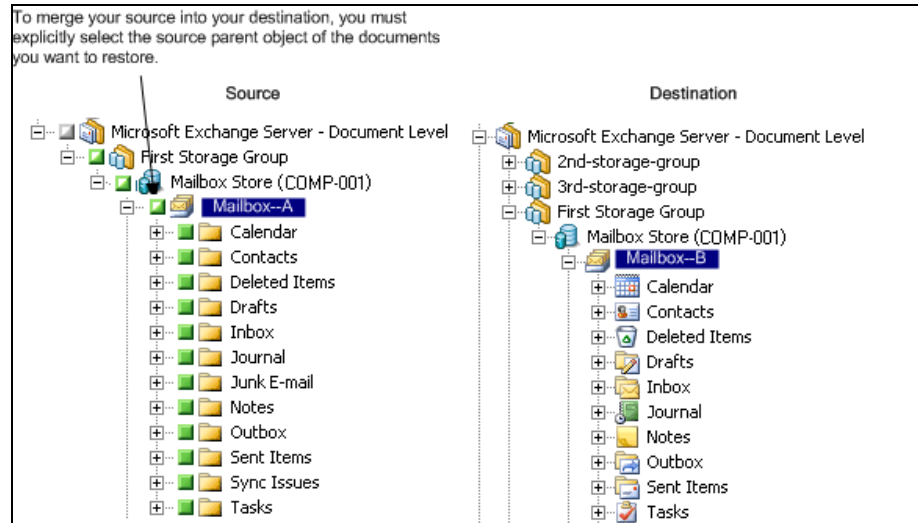 To merge your source into your destination, you must
explicitly select the source parent object of the documents
you want to restore.
Source
Microsoft Exchange Server - Document Level
First Storage Group
Mailbox Store (COMP-001)
Mailbox--A
Calendar
Contacts
Deleted Items
Drafts
Inbox
Journal
Junk E-mail
Notes
Outbox
Sent Items
Sync Issues
Tasks
Destination
Microsoft Exchange Server - Document Level
2nd-storage-group
3rd-storage-group
First Storage Group
Mailbox Store (COMP-001)
Mailbox--B
Calendar
Contacts
Deleted Items
Drafts
Inbox
Journal
Notes
Outbox
Sent Items
Tasks